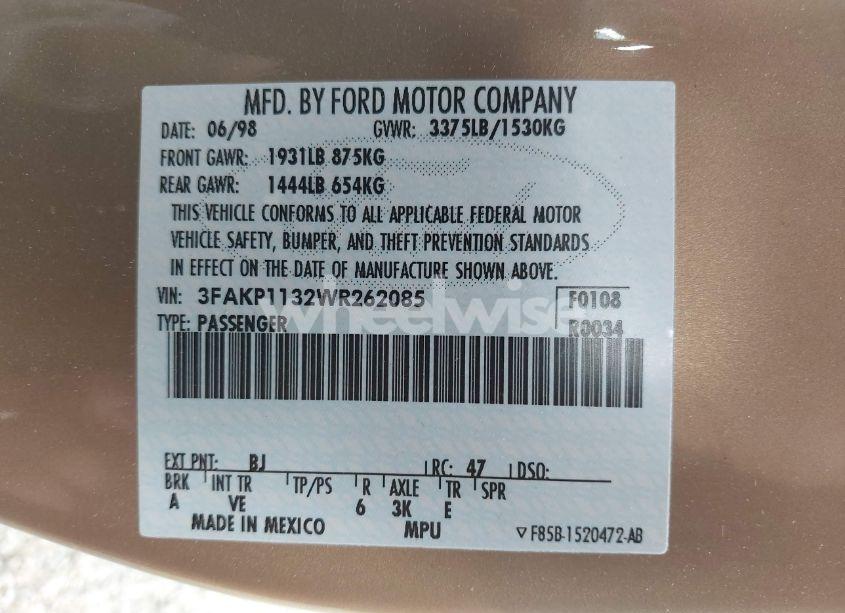 MFD. BY FORD MOTOR COMPANY
DATE: 06/98 GVWR: 3375LB/1530KG
FRONT GAWR: 1931LB 875KG
REAR GAWR: 1444LB 654KG
THIS VEHICLE CONFORMS TO ALL APPLICABLE FEDERAL MOTOR
VEHICLE SAFETY, BUMPER, AND THEFT PREVENTION STANDARDS
IN EFFECT ON THE DATE OF MANUFACTURE SHOWN ABOVE.
VIN: 3FAKP1132WR262085 F0108
TYPE: PASSENGER R0034
wheelwise
EXT PNT: BJ RC: 47 DSO:
BRK INT TR TP/PS R AXLE TR SPR
A VE 6 3K E
MADE IN MEXICO MPU ▽ F85B-1520472-AB